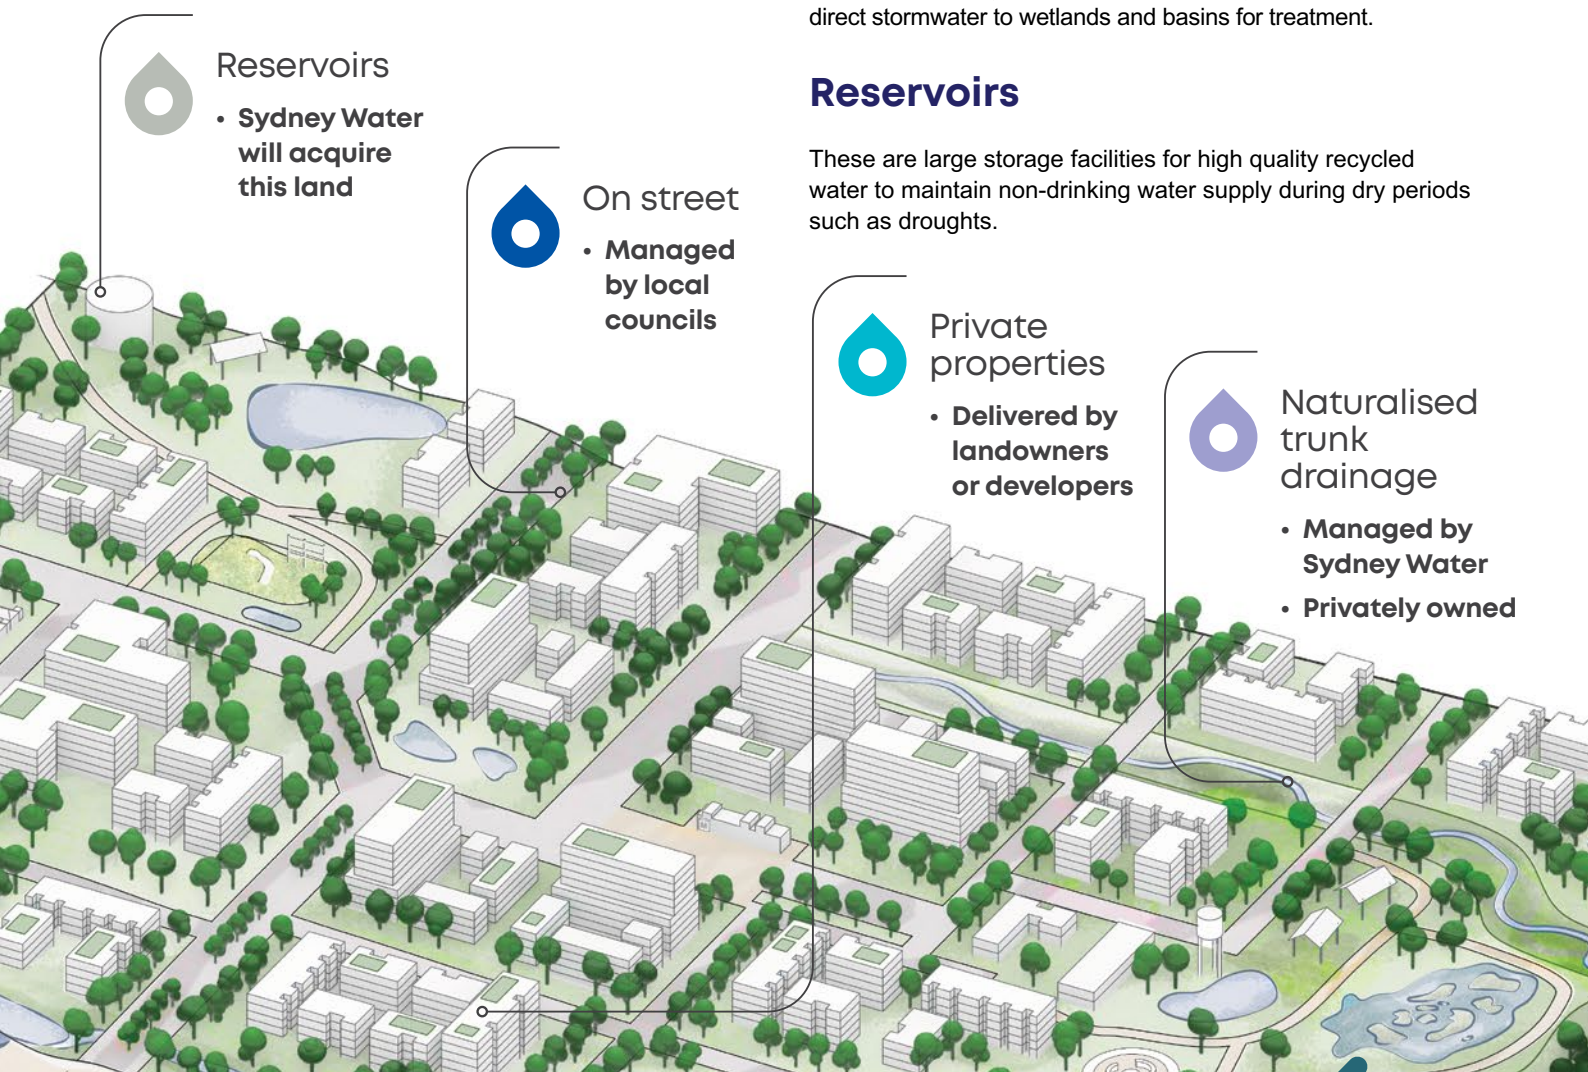 direct stormwater to wetlands and basins for treatment.
Reservoirs
These are large storage facilities for high quality recycled
water to maintain non-drinking water supply during dry periods
such as droughts.
Reservoirs
• Sydney Water
will acquire
this land
On street
• Managed
by local
councils
Private
properties
• Delivered by
landowners
or developers
Naturalised
trunk
drainage
• Managed by
Sydney Water
• Privately owned